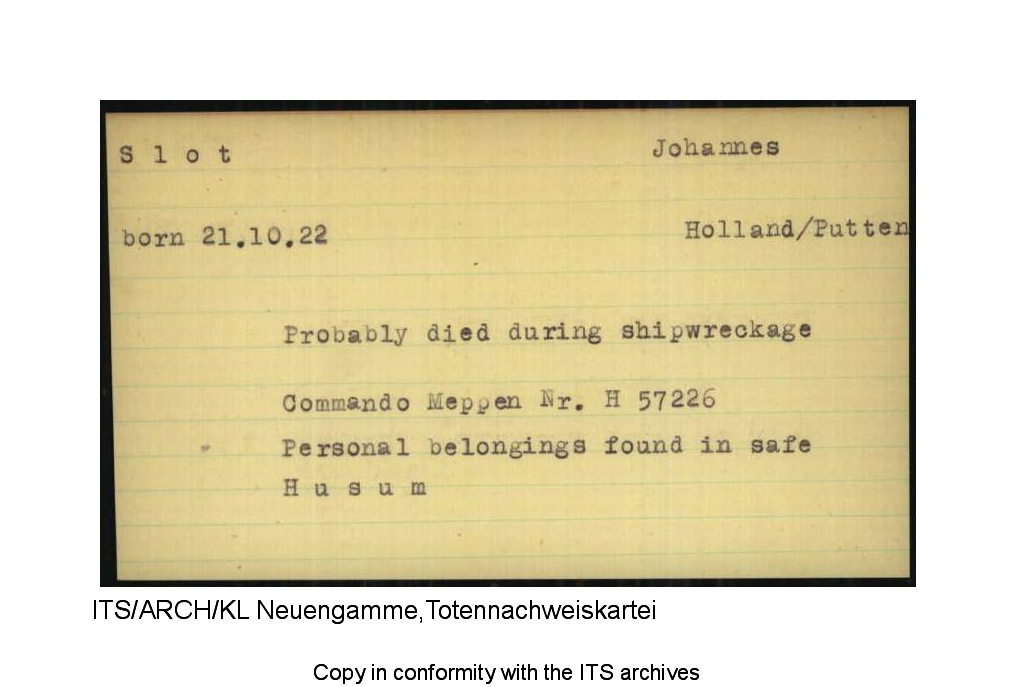 S l o t Johannes
born 21.10.22 Holland/Putten
Probably died during shipwreckage
Commando Meppen Nr. H 57226
Personal belongings found in safe
H u s u m
ITS/ARCH/KL Neuengamme,Totennachweiskartei
Copy in conformity with the ITS archives